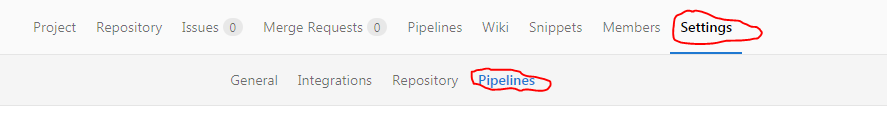 Project Repository Issues 0 Merge Requests 0 Pipelines Wiki Snippets Members Settings
General Integrations Repository Pipelines